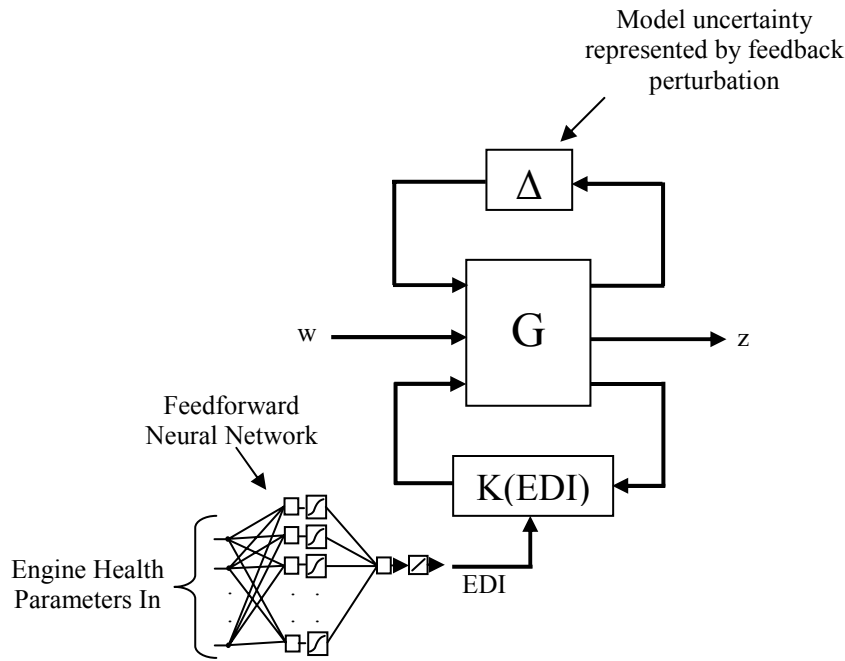 Model uncertainty
represented by feedback
perturbation
Δ
G
w
z
Feedforward
Neural Network
K(EDI)
Engine Health
Parameters In
EDI